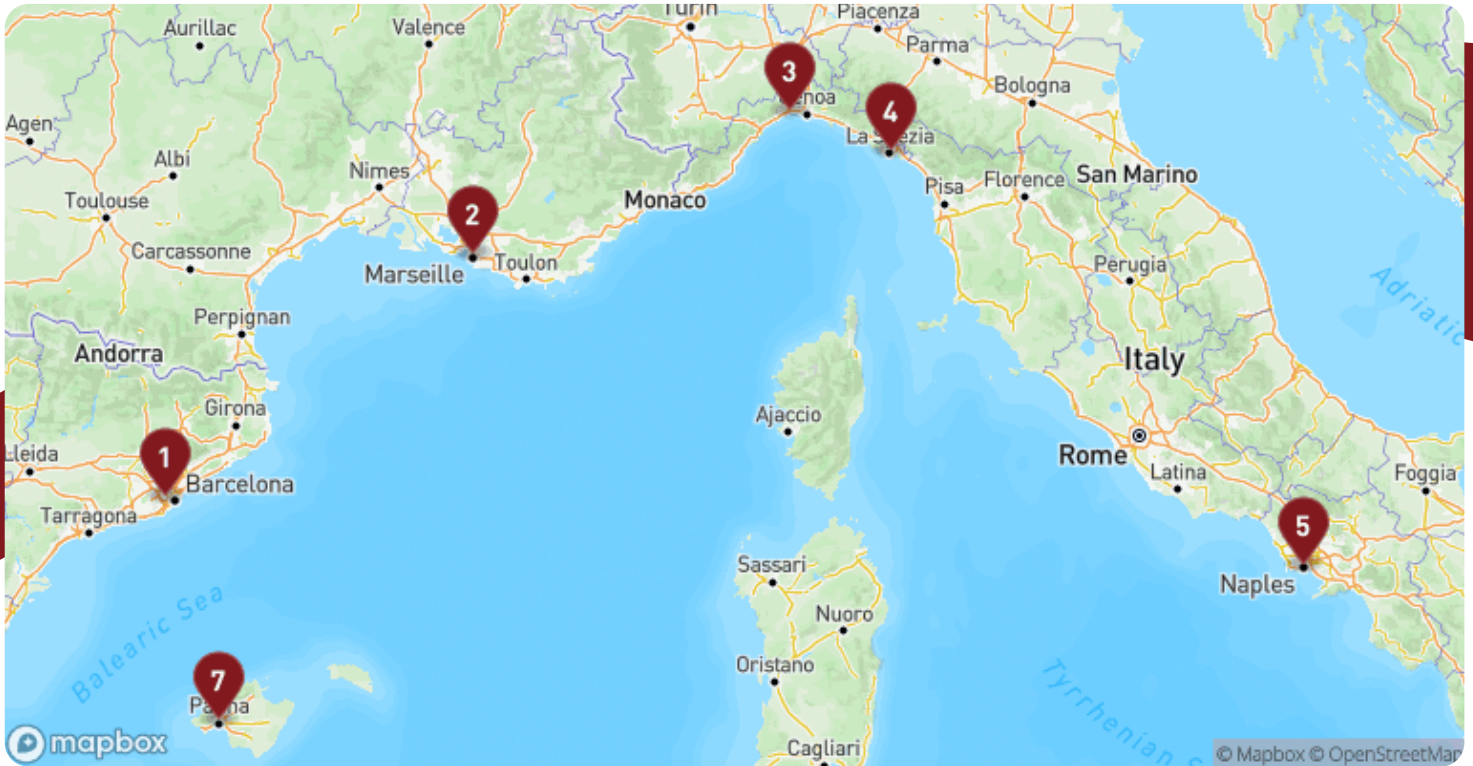 Turin
Piacenza
Aurillac
Valence
3
Parma
Genoa
Bologna
4
La Spezia
Agen
Albi
Nimes
Pisa
Florence
San Marino
Toulouse
2
Monaco
Carcassonne
Marseille
Toulon
Perugia
Adriatic
Perpignan
Andorra
Italy
Girona
Ajaccio
1
Lleida
Barcelona
Rome
Latina
Foggia
Tarragona
5
Sassari
Naples
Balearic Sea
Nuoro
Oristano
7
Palma
Tyrrhenian S
mapbox
Cagliari
© Mapbox © OpenStreetMap